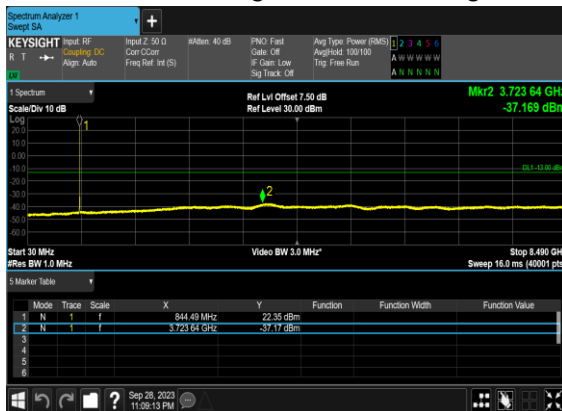 Spectrum Analyzer 1
Swept SA
KEYSIGHT Input: RF Input Z: 50 Ω #Atten: 40 dB PNO: Fast Avg Type: Power (RMS) 1 2 3 4 5 6
R T Coupling: DC Corr CCorr Gate: Off Avg|Hold: 100/100 A W W W W W
Align: Auto Freq Ref: Int (S) IF Gain: Low Trig: Free Run
LXI Sig Track: Off A N N N N N
1 Spectrum Ref Lvl Offset 7.50 dB Mkr2 3.723 64 GHz
Scale/Div 10 dB Ref Level 30.00 dBm -37.169 dBm
Log
20.0
10.0
0.00
-10.0
DL1 -13.00 dBm
-20.0
-30.0
-40.0
-50.0
-60.0
1
2
Start 30 MHz Video BW 3.0 MHz* Stop 8.490 GHz
#Res BW 1.0 MHz Sweep 16.0 ms (40001 pts)
5 Marker Table
Mode Trace Scale X Y Function Function Width Function Value
1 N 1 f 844.49 MHz 22.35 dBm
2 N 1 f 3.723 64 GHz -37.17 dBm
3
4
5
6
Sep 28, 2023
11:09:13 PM